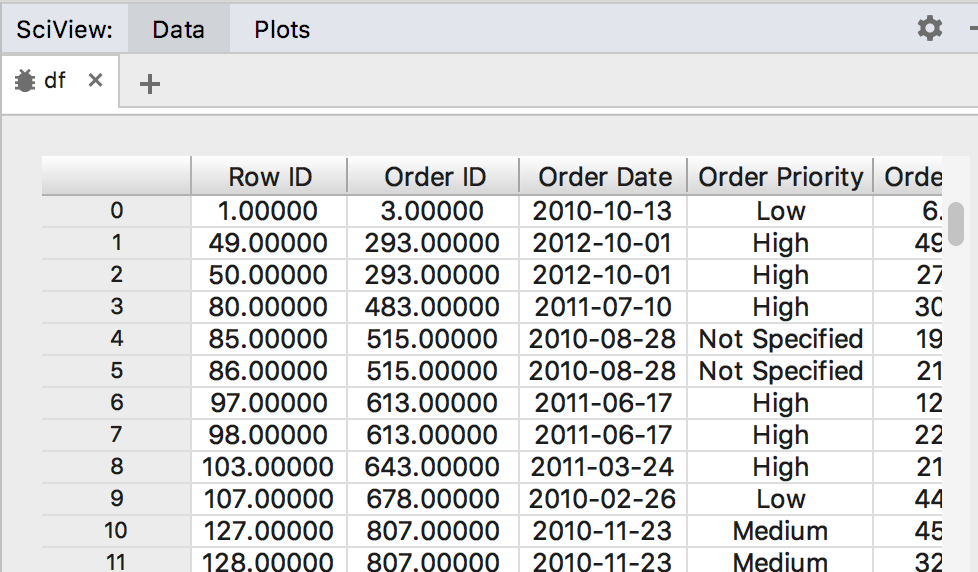 SciView: Data Plots
df
Row ID Order ID Order Date Order Priority Orde
0 1.00000 3.00000 2010-10-13 Low 6.
1 49.00000 293.00000 2012-10-01 High 49
2 50.00000 293.00000 2012-10-01 High 27
3 80.00000 483.00000 2011-07-10 High 30
4 85.00000 515.00000 2010-08-28 Not Specified 19
5 86.00000 515.00000 2010-08-28 Not Specified 21
6 97.00000 613.00000 2011-06-17 High 12
7 98.00000 613.00000 2011-06-17 High 22
8 103.00000 643.00000 2011-03-24 High 21
9 107.00000 678.00000 2010-02-26 Low 44
10 127.00000 807.00000 2010-11-23 Medium 45
11 128.00000 807.00000 2010-11-23 Medium 32